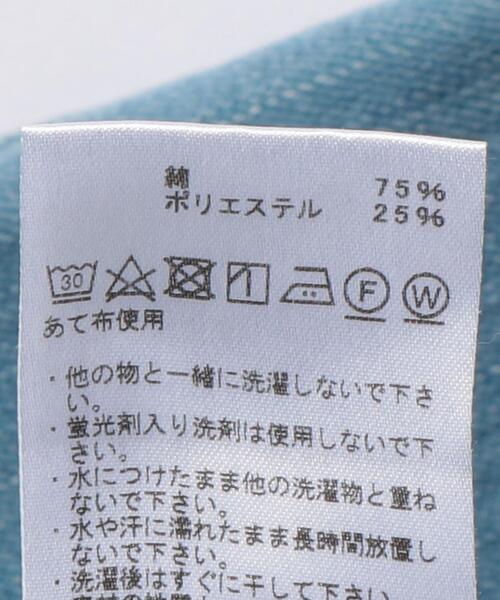 綿 75%
ポリエステル 25%
30 F W
あて布使用
・他の物と一緒に洗濯しないで下さ
い。
・蛍光剤入り洗剤は使用しないで下
さい。
・水につけたまま他の洗濯物と重ね
ないで下さい。
・水や汗に濡れたまま長時間放置し
ないで下さい。
・洗濯後はすぐに干して下さい。